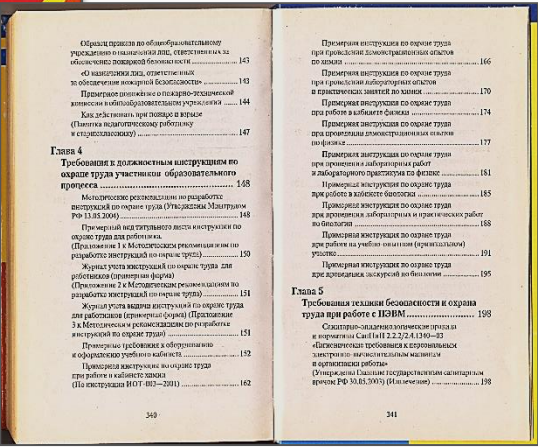 Образец приказа по общеобразовательному
учреждению о назначении лиц, ответственных за
обеспечение пожарной безопасности ............ 143
«О назначении лиц, ответственных
за обеспечение пожарной безопасности» ........ 143
Примерное положение о пожарно-технической
комиссии в общеобразовательном учреждении .... 144
Как действовать при пожаре и взрыве
(Памятка педагогическому работнику
и старшекласснику) ............ 147
Глава 4
Требования к должностным инструкциям по
охране труда участников образовательного
процесса ............ 148
Методические рекомендации по разработке
инструкций по охране труда (Утверждены Минтрудом
РФ 13.05.2004) ............ 148
Примерный вид титульного листа инструкции по
охране труда для работника.
(Приложение 1 к Методическим рекомендациям по
разработке инструкций по охране труда) ........ 150
Журнал учета инструкций по охране труда для
работников (примерная форма)
(Приложение 2 к Методическим рекомендациям по
разработке инструкций по охране труда) ........ 151
Журнал учета выдачи инструкций по охране труда
для работников (примерная форма) (Приложение
3 к Методическим рекомендациям по разработке
инструкций по охране труда) ............ 151
Примерные требования к оборудованию
и оформлению учебного кабинета ............ 152
Примерная инструкция по охране труда
при работе в кабинете химии
(По инструкции ИОТ-003—2001) ............ 162
340
Примерная инструкция по охране труда
при проведении демонстрационных опытов
по химии ............ 166
Примерная инструкция по охране труда
при проведении лабораторных опытов
и практических занятий по химии ............ 170
Примерная инструкция по охране труда
при работе в кабинете физики ............ 174
Примерная инструкция по охране труда
при проведении демонстрационных опытов
по физике ............ 177
Примерная инструкция по охране труда
при проведении лабораторных работ
и лабораторного практикума по физике ........ 181
Примерная инструкция по охране труда
при работе в кабинете биологии ............ 185
Примерная инструкция по охране труда
при проведении лабораторных и практических работ
по биологии ............ 188
Примерная инструкция по охране труда
при работе на учебно-опытном (пришкольном)
участке ............ 191
Примерная инструкция по охране труда
при проведении экскурсий по биологии ........ 195
Глава 5
Требования техники безопасности и охрана
труда при работе с ПЭВМ ............ 198
Санитарно-эпидемиологические правила
и нормативы СанПиН 2.2.2/2.4.1340—03
«Гигиенические требования к персональным
электронно-вычислительным машинам
и организации работы»
(Утверждены Главным государственным санитарным
врачом РФ 30.05.2003) (Извлечение) ........ 198
341